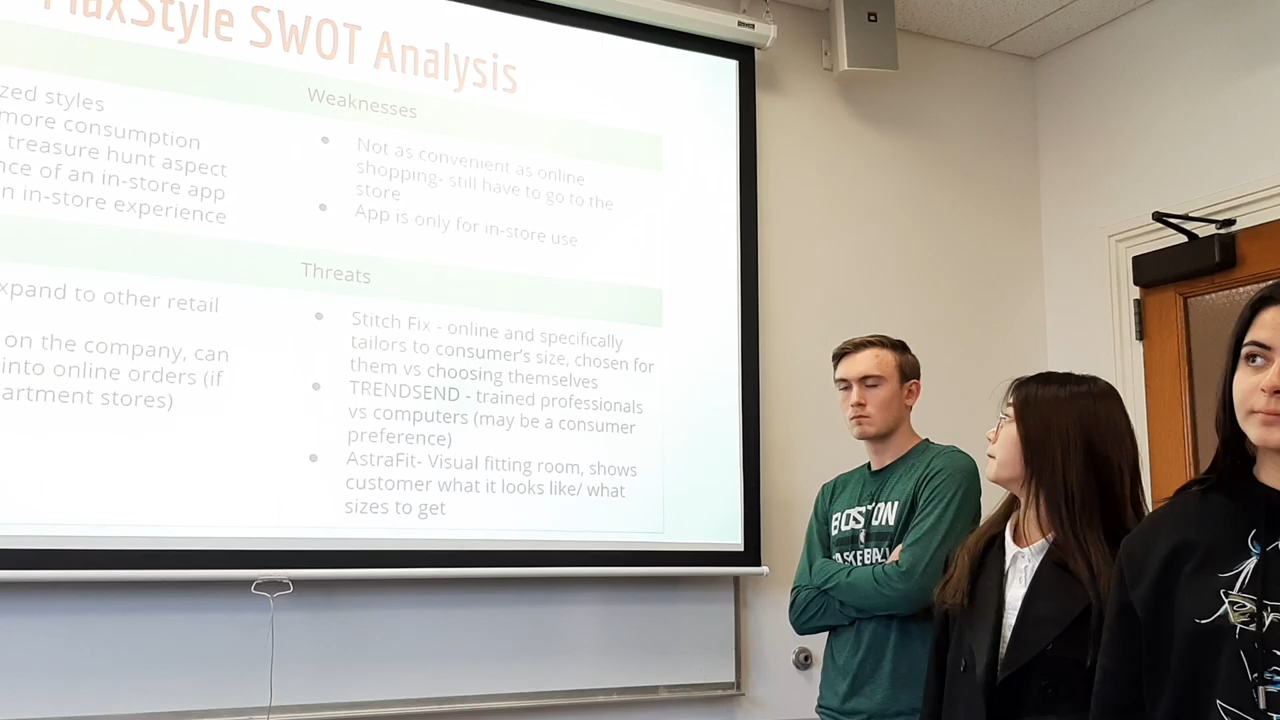 MaxStyle SWOT Analysis
zed styles
more consumption
treasure hunt aspect
nce of an in-store app
n in-store experience
Weaknesses
• Not as convenient as online
shopping- still have to go to the
store
• App is only for in-store use
xpand to other retail
on the company, can
into online orders (if
artment stores)
Threats
• Stitch Fix - online and specifically
tailors to consumer's size, chosen for
them vs choosing themselves
• TRENDSEND - trained professionals
vs computers (may be a consumer
preference)
• AstraFit- Visual fitting room, shows
customer what it looks like/ what
sizes to get
BOSTON